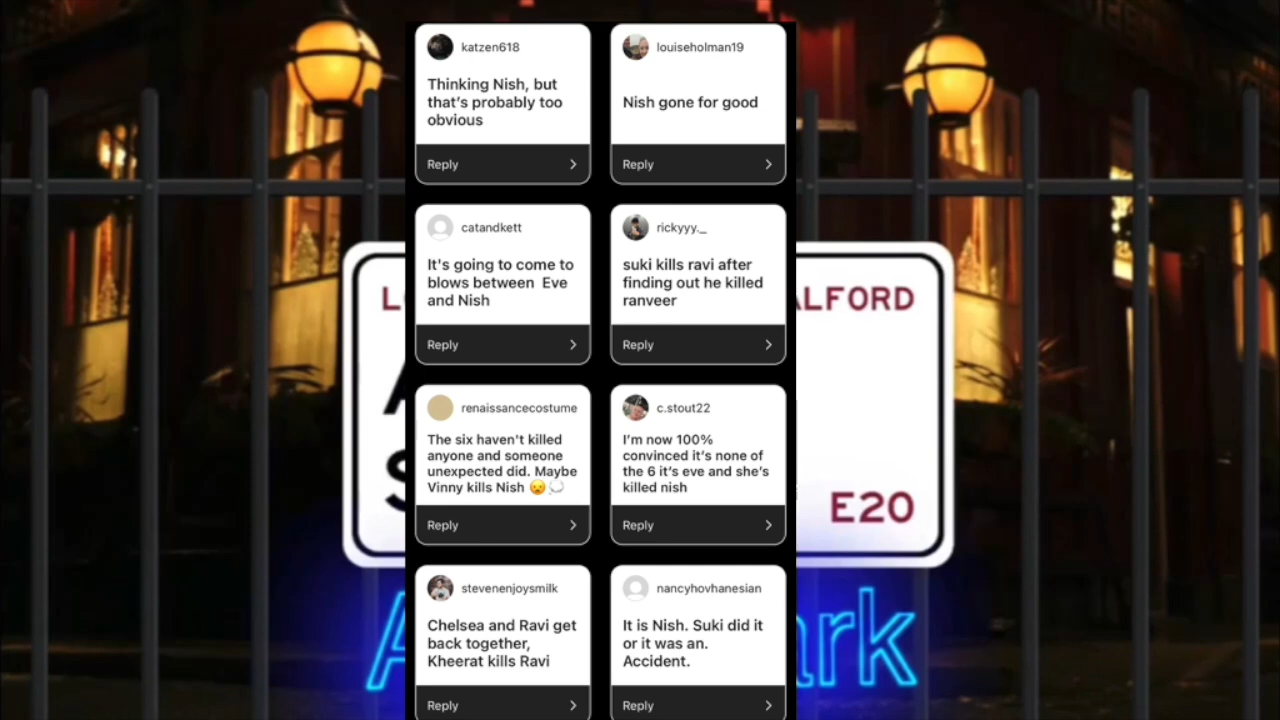 katzen618
Thinking Nish, but
that's probably too
obvious
Reply
louiseholman19
Nish gone for good
Reply
catandkett
It's going to come to
blows between Eve
and Nish
Reply
rickyyy._
suki kills ravi after
finding out he killed
ranveer
Reply
renaissancecostume
The six haven't killed
anyone and someone
unexpected did. Maybe
Vinny kills Nish 😦💭
Reply
c.stout22
I'm now 100%
convinced it's none of
the 6 it's eve and she's
killed nish
Reply
stevenenjoysmilk
Chelsea and Ravi get
back together,
Kheerat kills Ravi
Reply
nancyhovhanesian
It is Nish. Suki did it
or it was an.
Accident.
Reply
ALFORD
E20